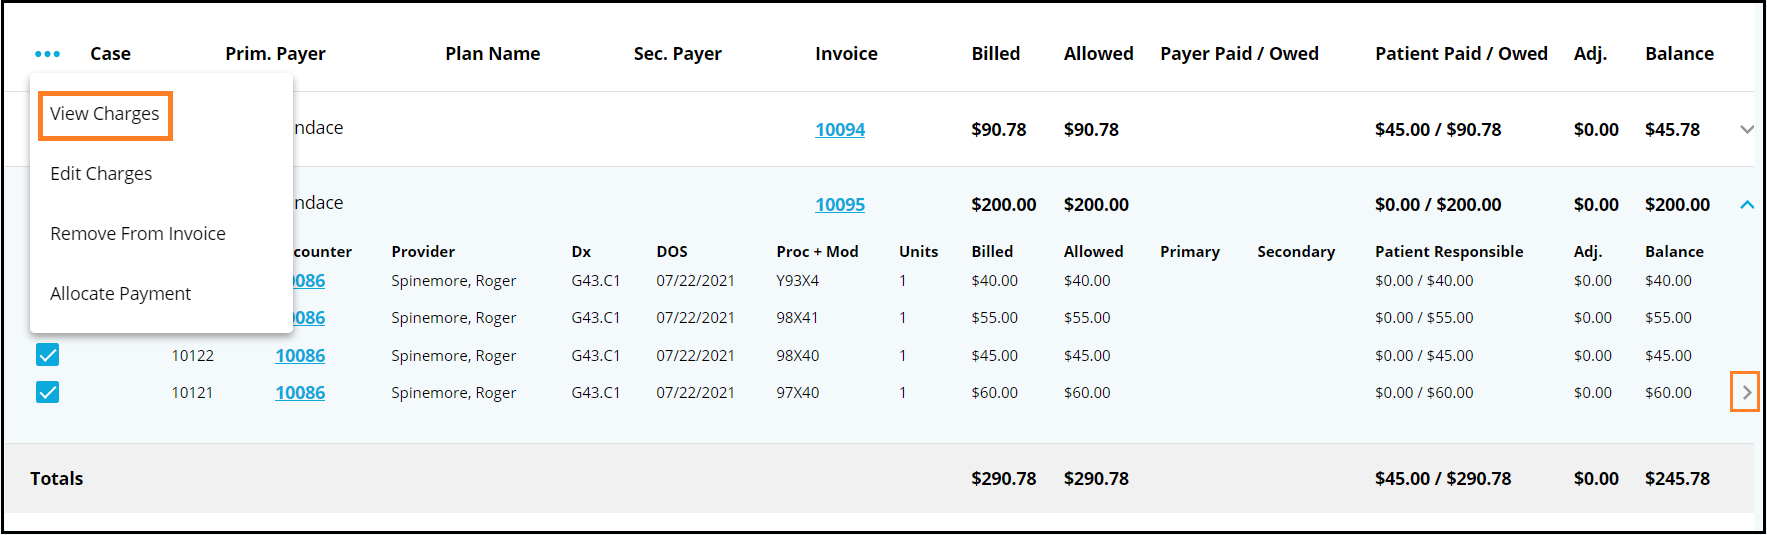 ••• Case Prim. Payer Plan Name Sec. Payer Invoice Billed Allowed Payer Paid / Owed Patient Paid / Owed Adj. Balance
View Charges
ndace 10094 $90.78 $90.78 $45.00 / $90.78 $0.00 $45.78
Edit Charges
ndace 10095 $200.00 $200.00 $0.00 / $200.00 $0.00 $200.00
Remove From Invoice
counter Provider Dx DOS Proc + Mod Units Billed Allowed Primary Secondary Patient Responsible Adj. Balance
0086 Spinemore, Roger G43.C1 07/22/2021 Y93X4 1 $40.00 $40.00 $0.00 / $40.00 $0.00 $40.00
Allocate Payment
0086 Spinemore, Roger G43.C1 07/22/2021 98X41 1 $55.00 $55.00 $0.00 / $55.00 $0.00 $55.00
10122 10086 Spinemore, Roger G43.C1 07/22/2021 98X40 1 $45.00 $45.00 $0.00 / $45.00 $0.00 $45.00
10121 10086 Spinemore, Roger G43.C1 07/22/2021 97X40 1 $60.00 $60.00 $0.00 / $60.00 $0.00 $60.00
Totals $290.78 $290.78 $45.00 / $290.78 $0.00 $245.78